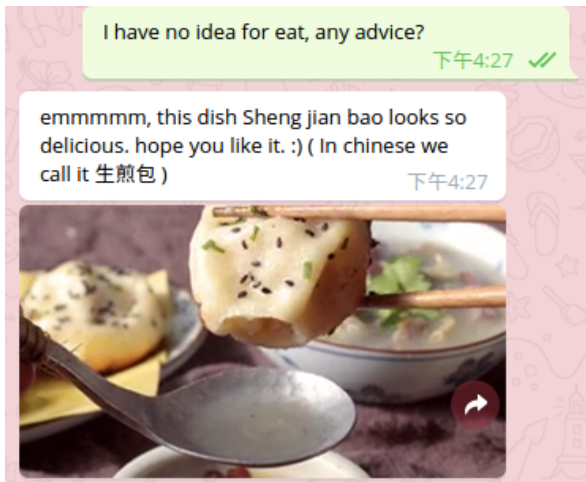 I have no idea for eat, any advice?
下午4:27
emmmmm, this dish Sheng jian bao looks so
delicious. hope you like it. :) ( In chinese we
call it 生煎包 )
下午4:27